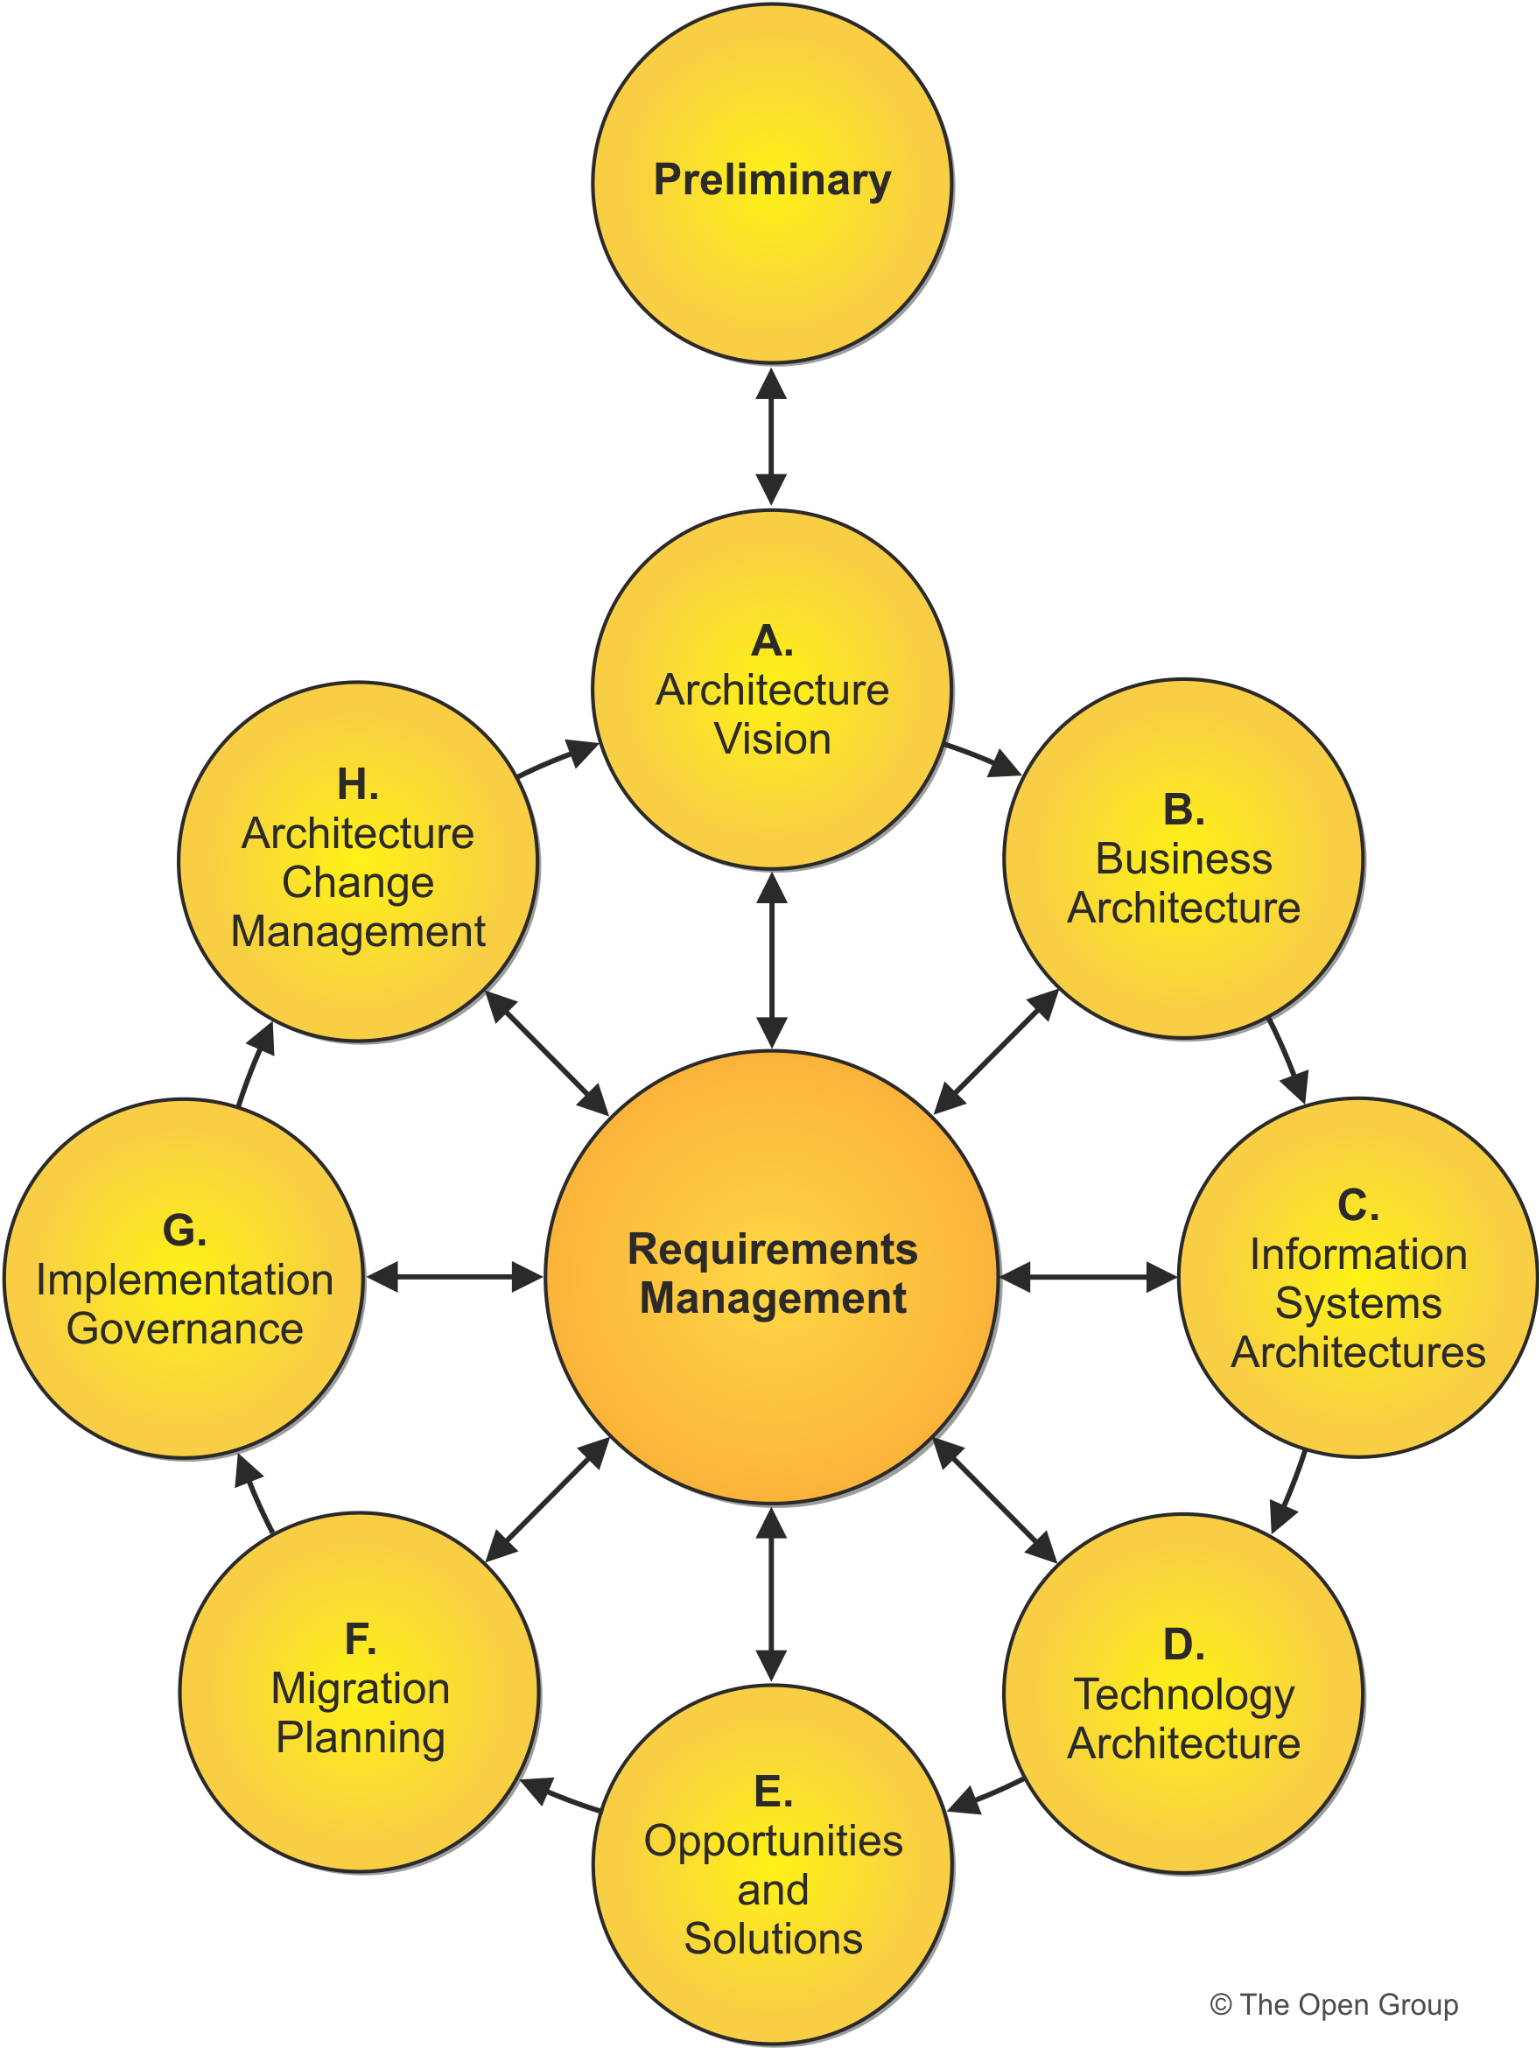 Preliminary
A.
Architecture
Vision
B.
Business
Architecture
C.
Information
Systems
Architectures
D.
Technology
Architecture
E.
Opportunities
and
Solutions
F.
Migration
Planning
G.
Implementation
Governance
H.
Architecture
Change
Management
Requirements
Management
© The Open Group